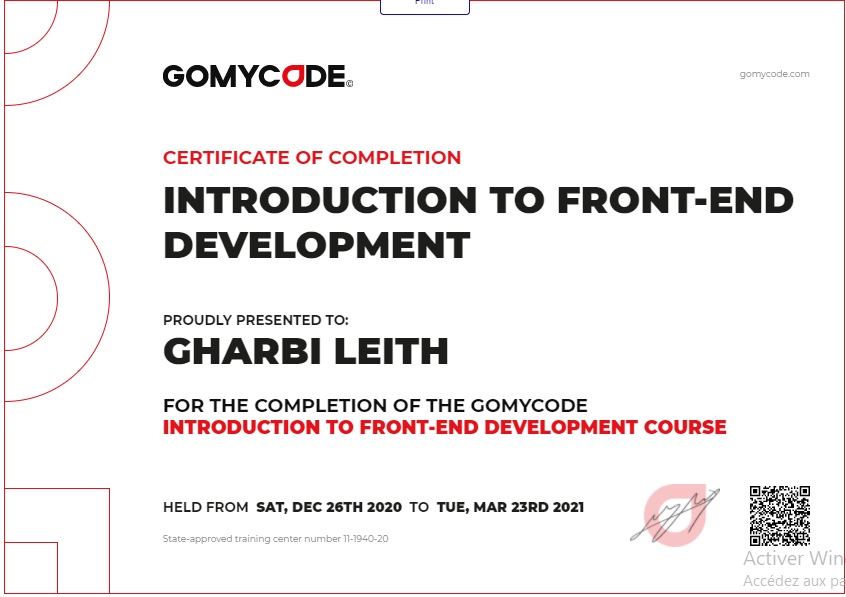 Print
GOMYCODE©
gomycode.com
CERTIFICATE OF COMPLETION
INTRODUCTION TO FRONT-END
DEVELOPMENT
PROUDLY PRESENTED TO:
GHARBI LEITH
FOR THE COMPLETION OF THE GOMYCODE
INTRODUCTION TO FRONT-END DEVELOPMENT COURSE
HELD FROM SAT, DEC 26TH 2020 TO TUE, MAR 23RD 2021
State-approved training center number 11-1940-20
Activer Win
Accédez aux pa